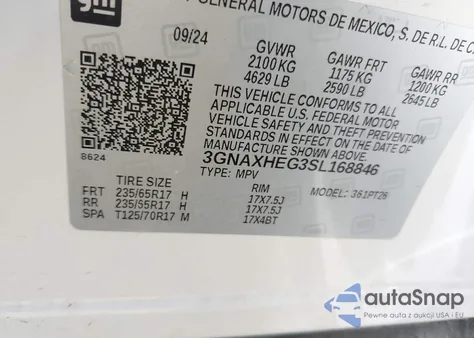 gm
GENERAL MOTORS DE MEXICO, S. DE R.L. DE C
09/24 GVWR GAWR FRT GAWR RR
2100 KG 1175 KG 1200 KG
4629 LB 2590 LB 2645 LB
THIS VEHICLE CONFORMS TO ALL
APPLICABLE U.S. FEDERAL MOTOR
VEHICLE SAFETY, BUMPER, AND THEFT PREVENTION
STANDARDS IN EFFECT ON THE DATE OF
MANUFACTURE SHOWN ABOVE.
8624
3GNAXHEG3SL168846
TYPE: MPV
TIRE SIZE RIM MODEL: 361PT26
FRT 235/65R17 H 17X7.5J
RR 235/55R17 H 17X7.5J
SPA T125/70R17 M 17X4BT
autoSnap
Pewne auta z aukcji USA i EU